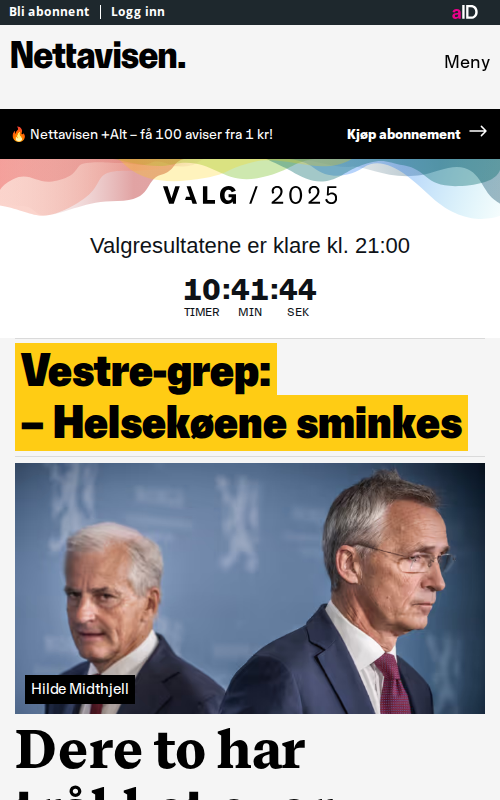 Bli abonnent | Logg inn
aID
Nettavisen.
Meny
🔥 Nettavisen +Alt – få 100 aviser fra 1 kr!
Kjøp abonnement →
VALG / 2025
Valgresultatene er klare kl. 21:00
10:41:44
TIMER MIN SEK
Vestre-grep:
– Helsekøene sminkes
Hilde Midthjell
Dere to har